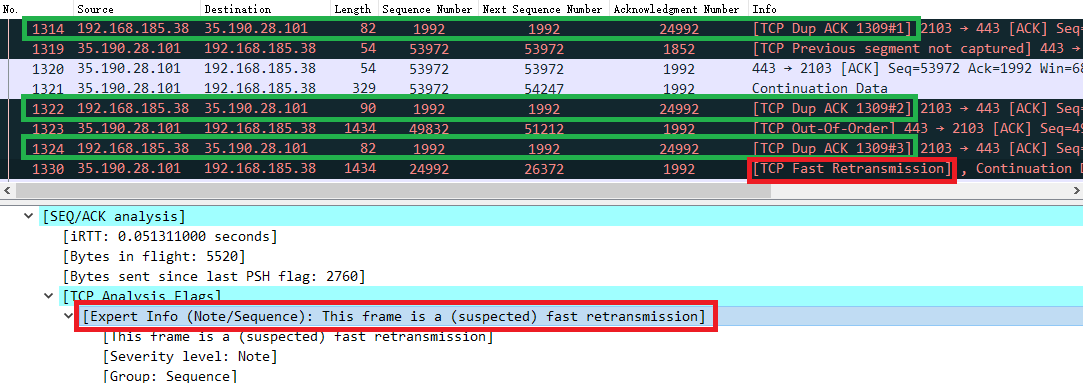 No. Source Destination Length Sequence Number Next Sequence Number Acknowledgment Number Info
1314 192.168.185.38 35.190.28.101 82 1992 1992 24992 [TCP Dup ACK 1309#1] 2103 → 443 [ACK] Seq=
1319 35.190.28.101 192.168.185.38 54 53972 53972 1852 [TCP Previous segment not captured] 443 →
1320 35.190.28.101 192.168.185.38 54 53972 53972 1992 443 → 2103 [ACK] Seq=53972 Ack=1992 Win=68
1321 35.190.28.101 192.168.185.38 329 53972 54247 1992 Continuation Data
1322 192.168.185.38 35.190.28.101 90 1992 1992 24992 [TCP Dup ACK 1309#2] 2103 → 443 [ACK] Seq=
1323 35.190.28.101 192.168.185.38 1434 49832 51212 1992 [TCP Out-Of-Order] 443 → 2103 [ACK] Seq=49
1324 192.168.185.38 35.190.28.101 82 1992 1992 24992 [TCP Dup ACK 1309#3] 2103 → 443 [ACK] Seq=
1330 35.190.28.101 192.168.185.38 1434 24992 26372 1992 [TCP Fast Retransmission] , Continuation D
[SEQ/ACK analysis]
[iRTT: 0.051311000 seconds]
[Bytes in flight: 5520]
[Bytes sent since last PSH flag: 2760]
[TCP Analysis Flags]
[Expert Info (Note/Sequence): This frame is a (suspected) fast retransmission]
[This frame is a (suspected) fast retransmission]
[Severity level: Note]
[Group: Sequence]